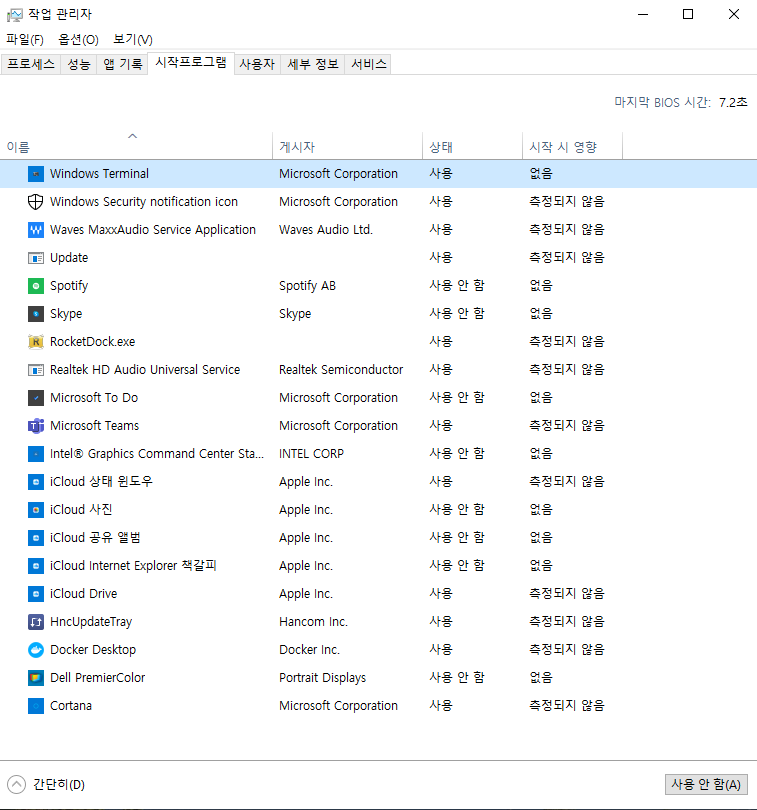 작업 관리자
파일(F) 옵션(O) 보기(V)
프로세스 성능 앱 기록 시작프로그램 사용자 세부 정보 서비스
마지막 BIOS 시간: 7.2초
이름 게시자 상태 시작 시 영향
Windows Terminal Microsoft Corporation 사용 없음
Windows Security notification icon Microsoft Corporation 사용 측정되지 않음
Waves MaxxAudio Service Application Waves Audio Ltd. 사용 측정되지 않음
Update 사용 측정되지 않음
Spotify Spotify AB 사용 안 함 없음
Skype Skype 사용 안 함 없음
RocketDock.exe 사용 측정되지 않음
Realtek HD Audio Universal Service Realtek Semiconductor 사용 측정되지 않음
Microsoft To Do Microsoft Corporation 사용 안 함 없음
Microsoft Teams Microsoft Corporation 사용 측정되지 않음
Intel® Graphics Command Center Sta... INTEL CORP 사용 안 함 없음
iCloud 상태 윈도우 Apple Inc. 사용 측정되지 않음
iCloud 사진 Apple Inc. 사용 안 함 없음
iCloud 공유 앨범 Apple Inc. 사용 안 함 없음
iCloud Internet Explorer 책갈피 Apple Inc. 사용 안 함 없음
iCloud Drive Apple Inc. 사용 측정되지 않음
HncUpdateTray Hancom Inc. 사용 측정되지 않음
Docker Desktop Docker Inc. 사용 측정되지 않음
Dell PremierColor Portrait Displays 사용 안 함 없음
Cortana Microsoft Corporation 사용 측정되지 않음
간단히(D) 사용 안 함(A)